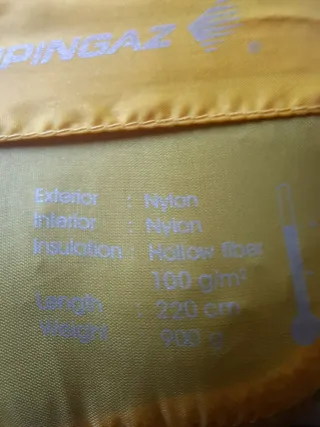 PINGAZ
Exterior : Nylon
Interior : Nylon
Insulation : Hollow fiber
100 g/m²
Length : 220 cm
Weight : 900 g